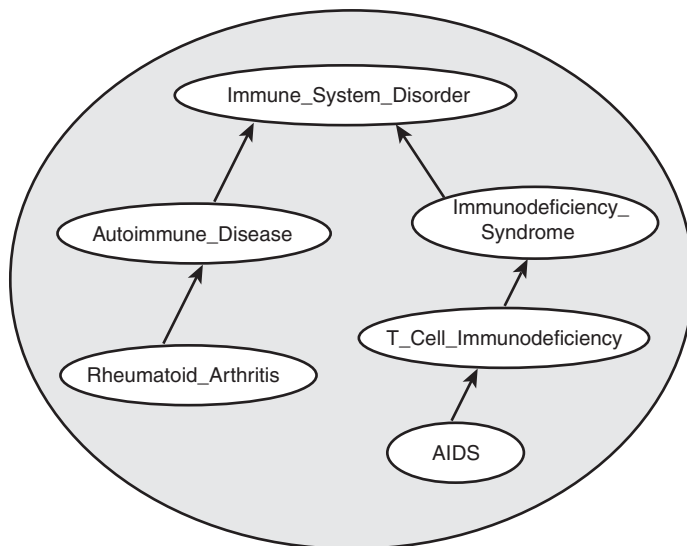 Immune_System_Disorder
Autoimmune_Disease
Immunodeficiency_
Syndrome
T_Cell_Immunodeficiency
Rheumatoid_Arthritis
AIDS